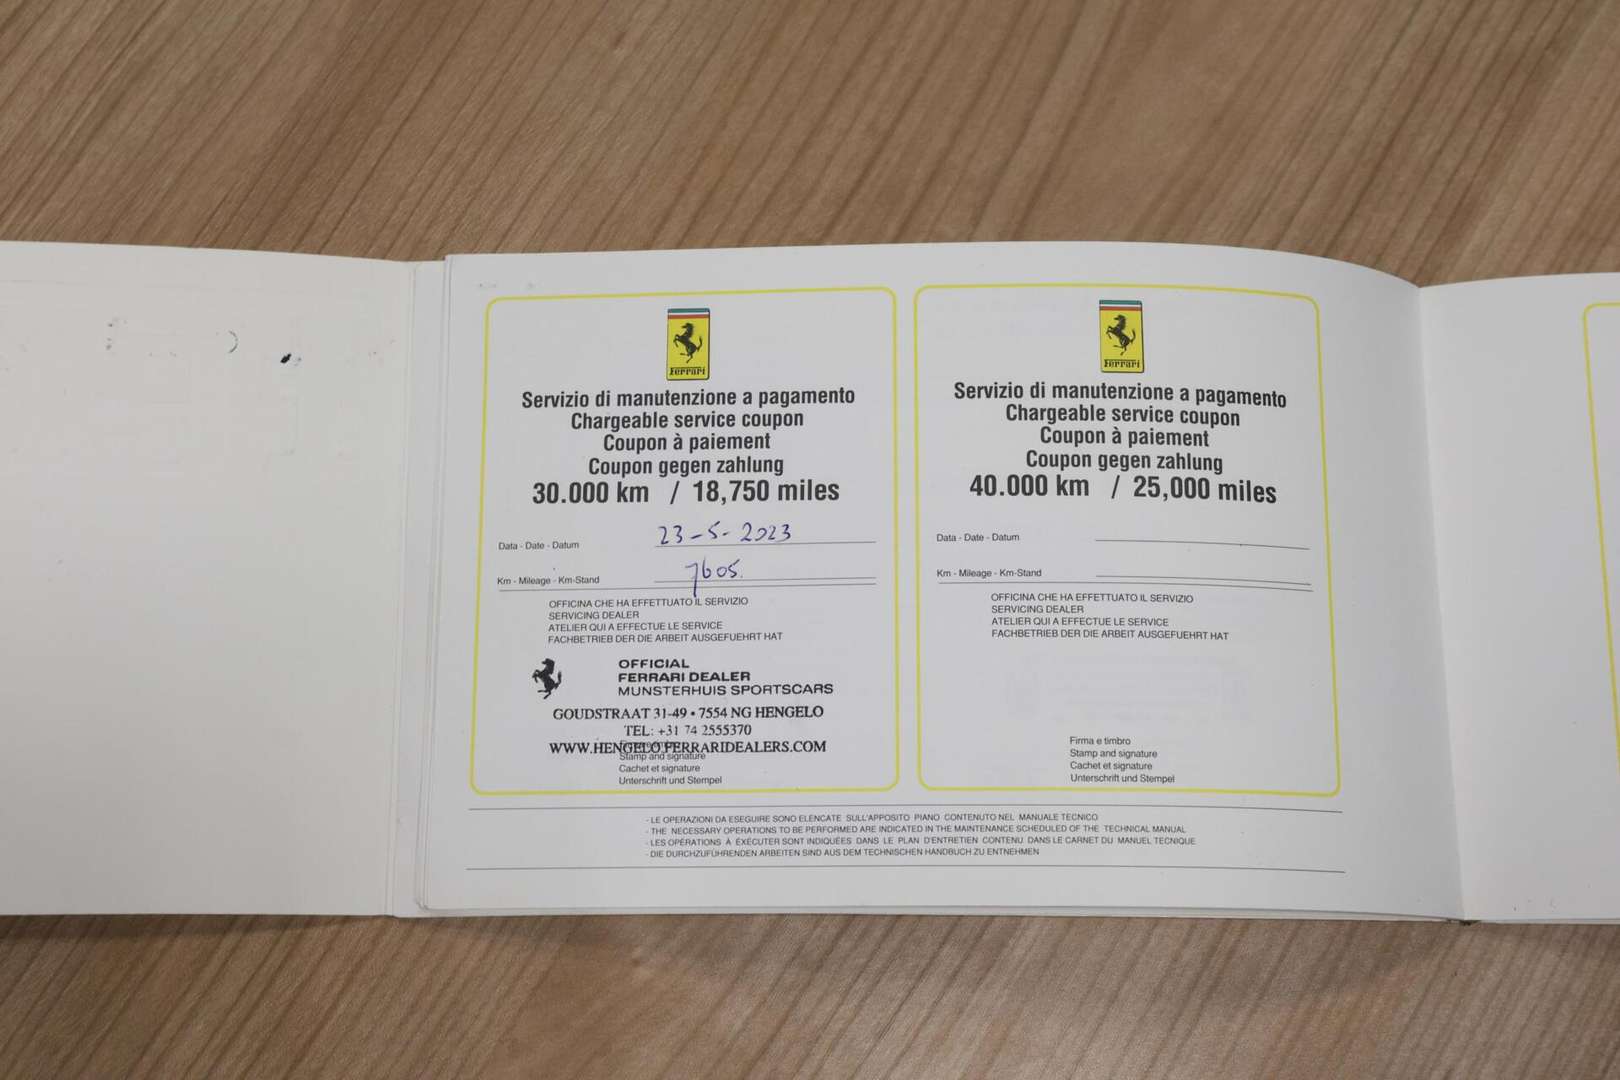 Ferrari
Servizio di manutenzione a pagamento
Chargeable service coupon
Coupon à paiement
Coupon gegen zahlung
30.000 km / 18,750 miles
Data - Date - Datum 23-5-2023
Km - Mileage - Km-Stand 7605.
OFFICINA CHE HA EFFETTUATO IL SERVIZIO
SERVICING DEALER
ATELIER QUI A EFFECTUE LE SERVICE
FACHBETRIEB DER DIE ARBEIT AUSGEFUEHRT HAT
OFFICIAL
FERRARI DEALER
MUNSTERHUIS SPORTSCARS
GOUDSTRAAT 31-49 • 7554 NG HENGELO
TEL: +31 74 2555370
WWW.HENGELO.FERRARIDEALERS.COM
Stamp and signature
Cachet et signature
Unterschrift und Stempel
Ferrari
Servizio di manutenzione a pagamento
Chargeable service coupon
Coupon à paiement
Coupon gegen zahlung
40.000 km / 25,000 miles
Data - Date - Datum
Km - Mileage - Km-Stand
OFFICINA CHE HA EFFETTUATO IL SERVIZIO
SERVICING DEALER
ATELIER QUI A EFFECTUE LE SERVICE
FACHBETRIEB DER DIE ARBEIT AUSGEFUEHRT HAT
Firma e timbro
Stamp and signature
Cachet et signature
Unterschrift und Stempel
- LE OPERAZIONI DA ESEGUIRE SONO ELENCATE SULL'APPOSITO PIANO CONTENUTO NEL MANUALE TECNICO
- THE NECESSARY OPERATIONS TO BE PERFORMED ARE INDICATED IN THE MAINTENANCE SCHEDULED OF THE TECHNICAL MANUAL
- LES OPÉRATIONS À EXÉCUTER SONT INDIQUÉES DANS LE PLAN D'ENTRETIEN CONTENU DANS LE CARNET DU MANUEL TECNIQUE
- DIE DURCHZUFÜHRENDEN ARBEITEN SIND AUS DEM TECHNISCHEN HANDBUCH ZU ENTNEHMEN